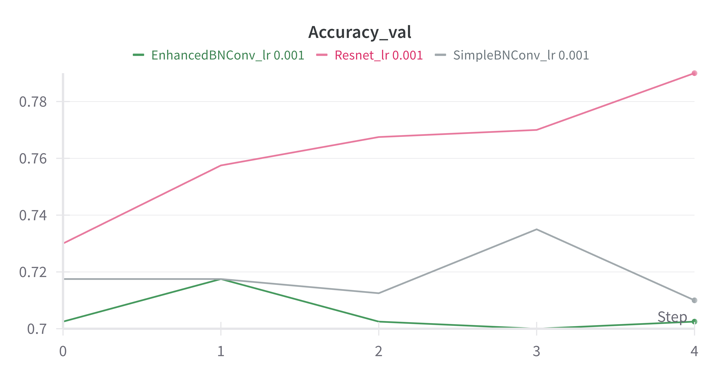 Accuracy_val
EnhancedBNConv_lr 0.001 Resnet_lr 0.001 SimpleBNConv_lr 0.001
0.78
0.76
0.74
0.72
0.7
Step
0 1 2 3 4